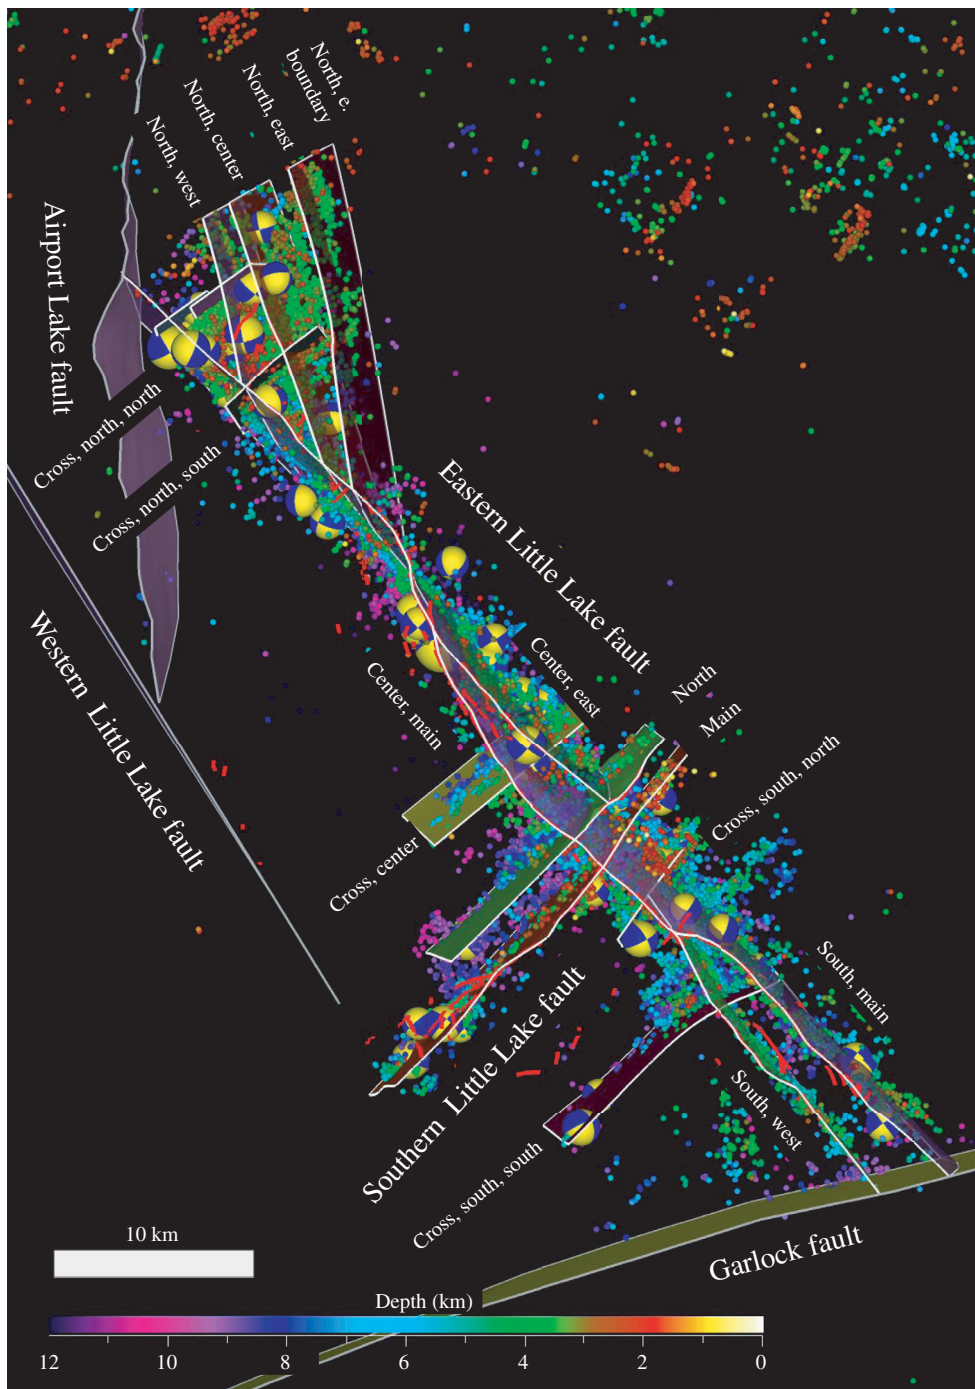 North, e.
boundary
North, east
North, center
North, west
Airport Lake fault
Cross, north, north
Cross, north, south
Eastern Little Lake fault
Western Little Lake fault
Center, main
Center, east
North
Main
Cross, south, north
Cross, center
South, main
Southern Little Lake fault
South, west
Cross, south, south
Garlock fault
10 km
Depth (km)
12 10 8 6 4 2 0